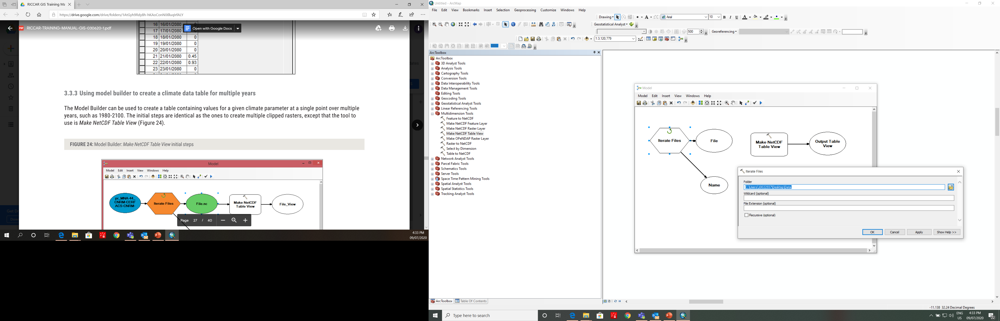 RICCAR GIS Training Ma
https://drive.google.com/drive/folders/1AtGyh9Rdy8h-hKAoConNIXlluqIrfALY
RICCAR-TRAINING-MANUAL-GIS-030620-1.pdf
Open with Google Docs
16 16/01/2080 0
17 17/01/2080 0
18 18/01/2080 0
19 19/01/2080 0
20 20/01/2080 0
21 21/01/2080 0.45
22 22/01/2080 0.93
23 23/01/2080 0
3.3.3 Using model builder to create a climate data table for multiple years
The Model Builder can be used to create a table containing values for a given climate parameter at a single point over multiple
years, such as 1980-2100. The initial steps are identical as the ones to create multiple clipped rasters, except that the tool to
use is Make NetCDF Table View (Figure 24).
FIGURE 24: Model Builder: Make NetCDF Table View initial steps
Model
Model Edit Insert View Windows Help
pr_MNA-44_
CNRM-CERF
ACS-CNRM-
Iterate Files
File.nc
Make NetCDF
Table View
File_View
Page 27 / 40
4:33 PM
09/07/2020
Untitled - ArcMap
File Edit View Bookmarks Insert Selection Geoprocessing Customize Windows Help
Drawing
Arial
10
B I U A
Geostatistical Analyst
500
Georeferencing
1:3,120,779
ArcToolbox
ArcToolbox
3D Analyst Tools
Analysis Tools
Cartography Tools
Conversion Tools
Data Interoperability Tools
Data Management Tools
Editing Tools
Geocoding Tools
Geostatistical Analyst Tools
Linear Referencing Tools
Multidimension Tools
Feature to NetCDF
Make NetCDF Feature Layer
Make NetCDF Raster Layer
Make NetCDF Table View
Make OPeNDAP Raster Layer
Raster to NetCDF
Select by Dimension
Table to NetCDF
Network Analyst Tools
Parcel Fabric Tools
Schematics Tools
Server Tools
Space Time Pattern Mining Tools
Spatial Analyst Tools
Spatial Statistics Tools
Tracking Analyst Tools
ArcToolbox
Table Of Contents
Model
Model Edit Insert View Windows Help
Iterate Files
File
Name
Make NetCDF
Table View
Output Table
View
Iterate Files
Folder
C:\Users\10022557\Desktop\Data
Wildcard (optional)
File Extension (optional)
Recursive (optional)
OK
Cancel
Apply
Show Help >>
-11.138 32.24 Decimal Degrees
Type here to search
ENG
US
4:33 PM
09/07/2020
22